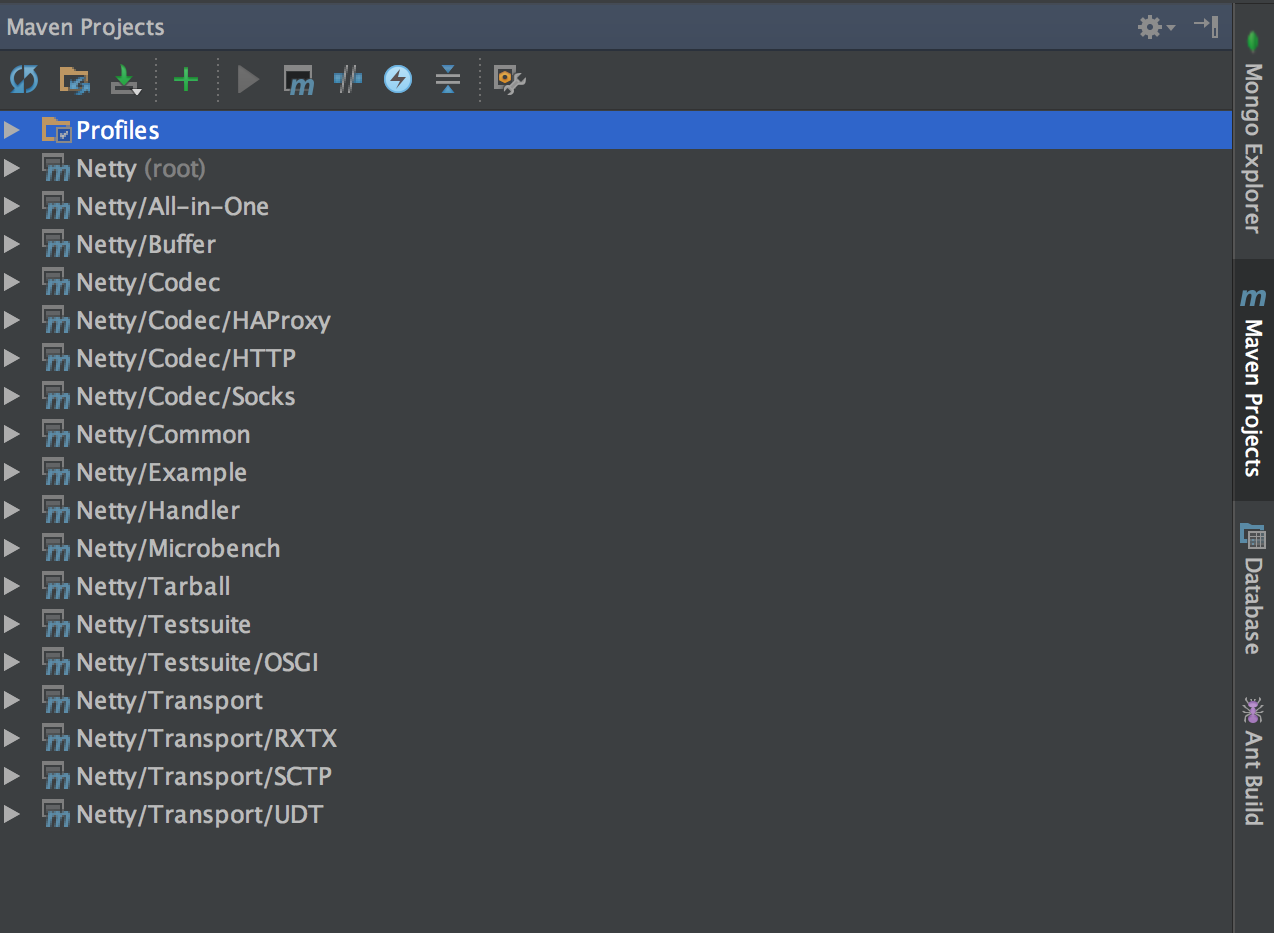 Maven Projects
Profiles
Netty (root)
Netty/All-in-One
Netty/Buffer
Netty/Codec
Netty/Codec/HAProxy
Netty/Codec/HTTP
Netty/Codec/Socks
Netty/Common
Netty/Example
Netty/Handler
Netty/Microbench
Netty/Tarball
Netty/Testsuite
Netty/Testsuite/OSGI
Netty/Transport
Netty/Transport/RXTX
Netty/Transport/SCTP
Netty/Transport/UDT
Mongo Explorer
Maven Projects
Database
Ant Build